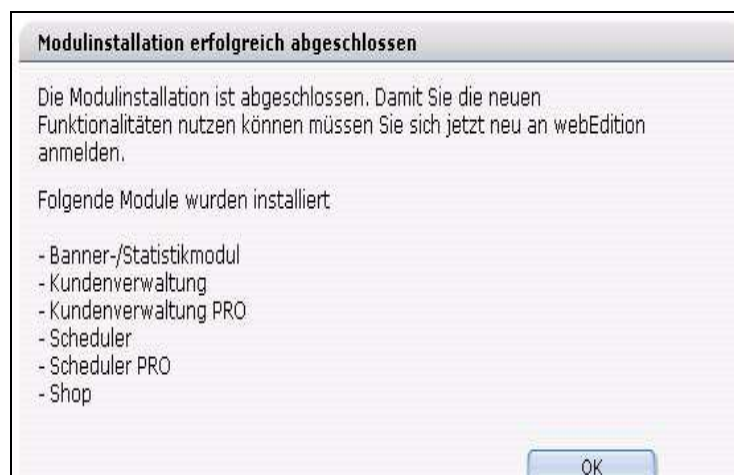 Modulinstallation erfolgreich abgeschlossen
Die Modulinstallation ist abgeschlossen. Damit Sie die neuen
Funktionalitäten nutzen können müssen Sie sich jetzt neu an webEdition
anmelden.
Folgende Module wurden installiert
- Banner-/Statistikmodul
- Kundenverwaltung
- Kundenverwaltung PRO
- Scheduler
- Scheduler PRO
- Shop
OK